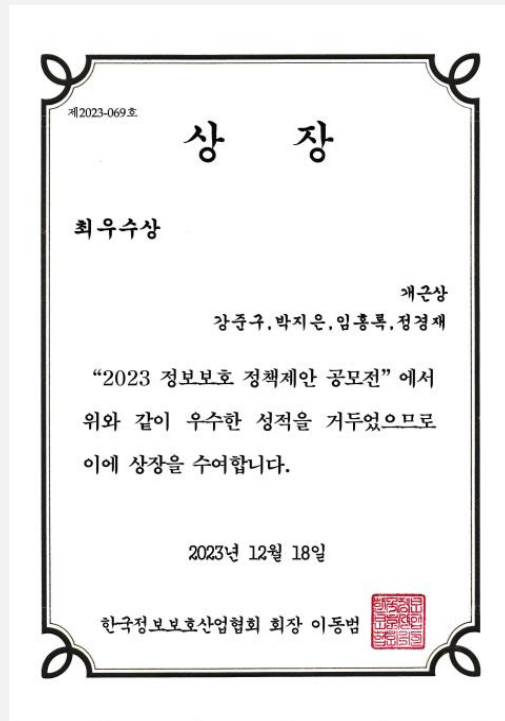 제2023-069호
상 장
최우수상
개근상
강준구,박지은,임홍록,정경재
“2023 정보보호 정책제안 공모전”에서
위와 같이 우수한 성적을 거두었으므로
이에 상장을 수여합니다.
2023년 12월 18일
한국정보보호산업협회 회장 이동범